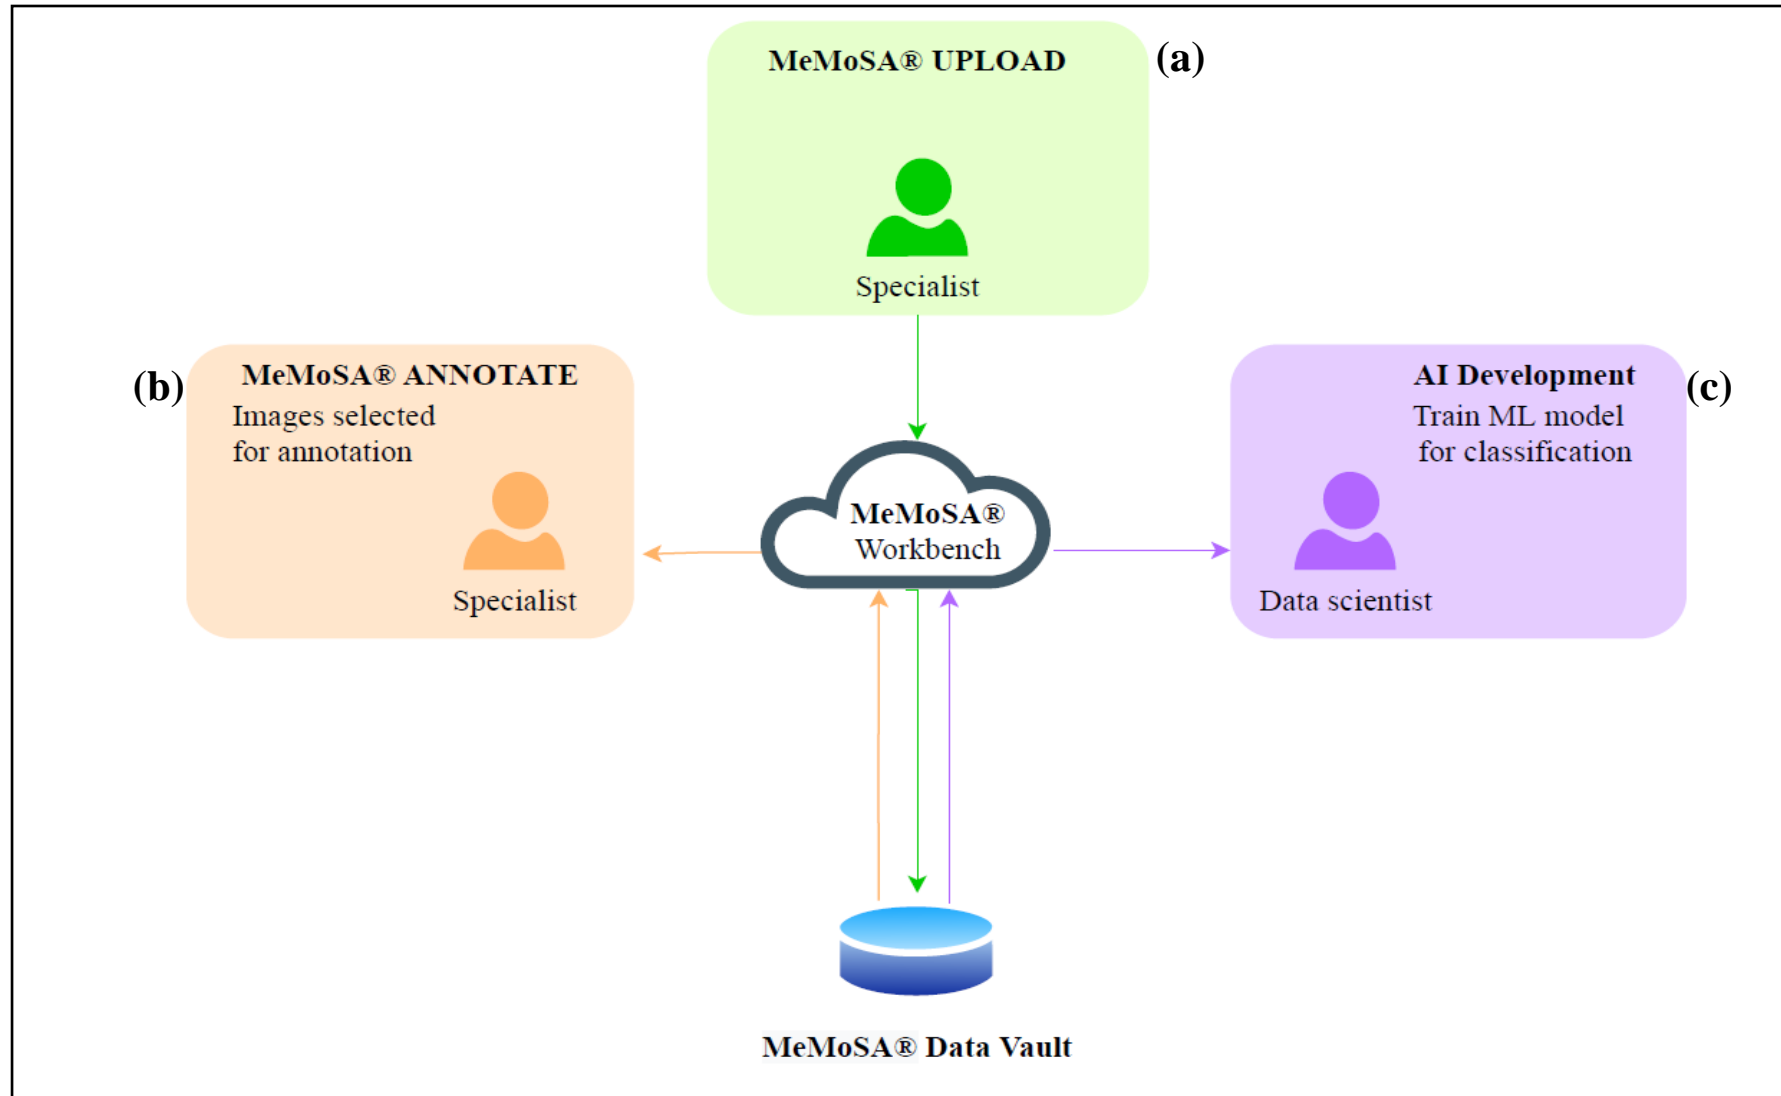 MeMoSA® UPLOAD
(a)
Specialist
(b)
MeMoSA® ANNOTATE
Images selected
for annotation
Specialist
AI Development
(c)
Train ML model
for classification
Data scientist
MeMoSA®
Workbench
MeMoSA® Data Vault